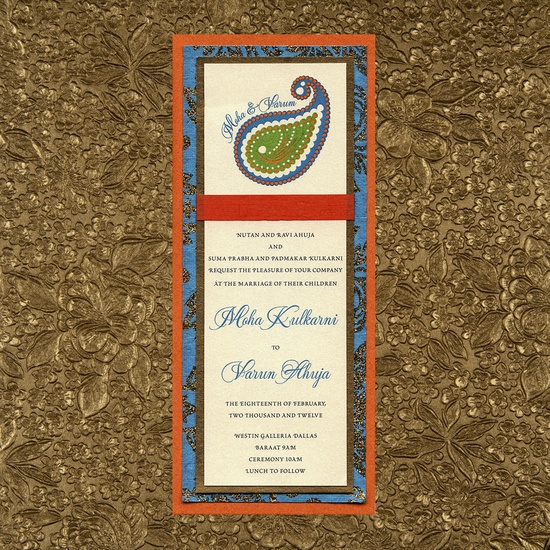 Moha & Varum
NUTAN AND RAVI AHUJA
AND
SUMA PRABHA AND PADMAKAR KULKARNI
REQUEST THE PLEASURE OF YOUR COMPANY
AT THE MARRIAGE OF THEIR CHILDREN
Moha Kulkarni
TO
Varun Ahuja
THE EIGHTEENTH OF FEBRUARY,
TWO THOUSAND AND TWELVE
WESTIN GALLERIA DALLAS
BARAAT 9AM
CEREMONY 10AM
LUNCH TO FOLLOW